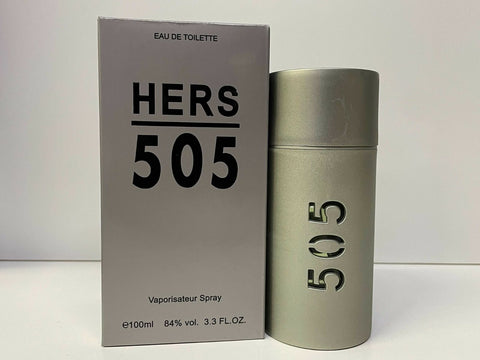 EAU DE TOILETTE
HERS
505
Vaporisateur Spray
℮100ml 84% vol. 3.3 FL.OZ.
505